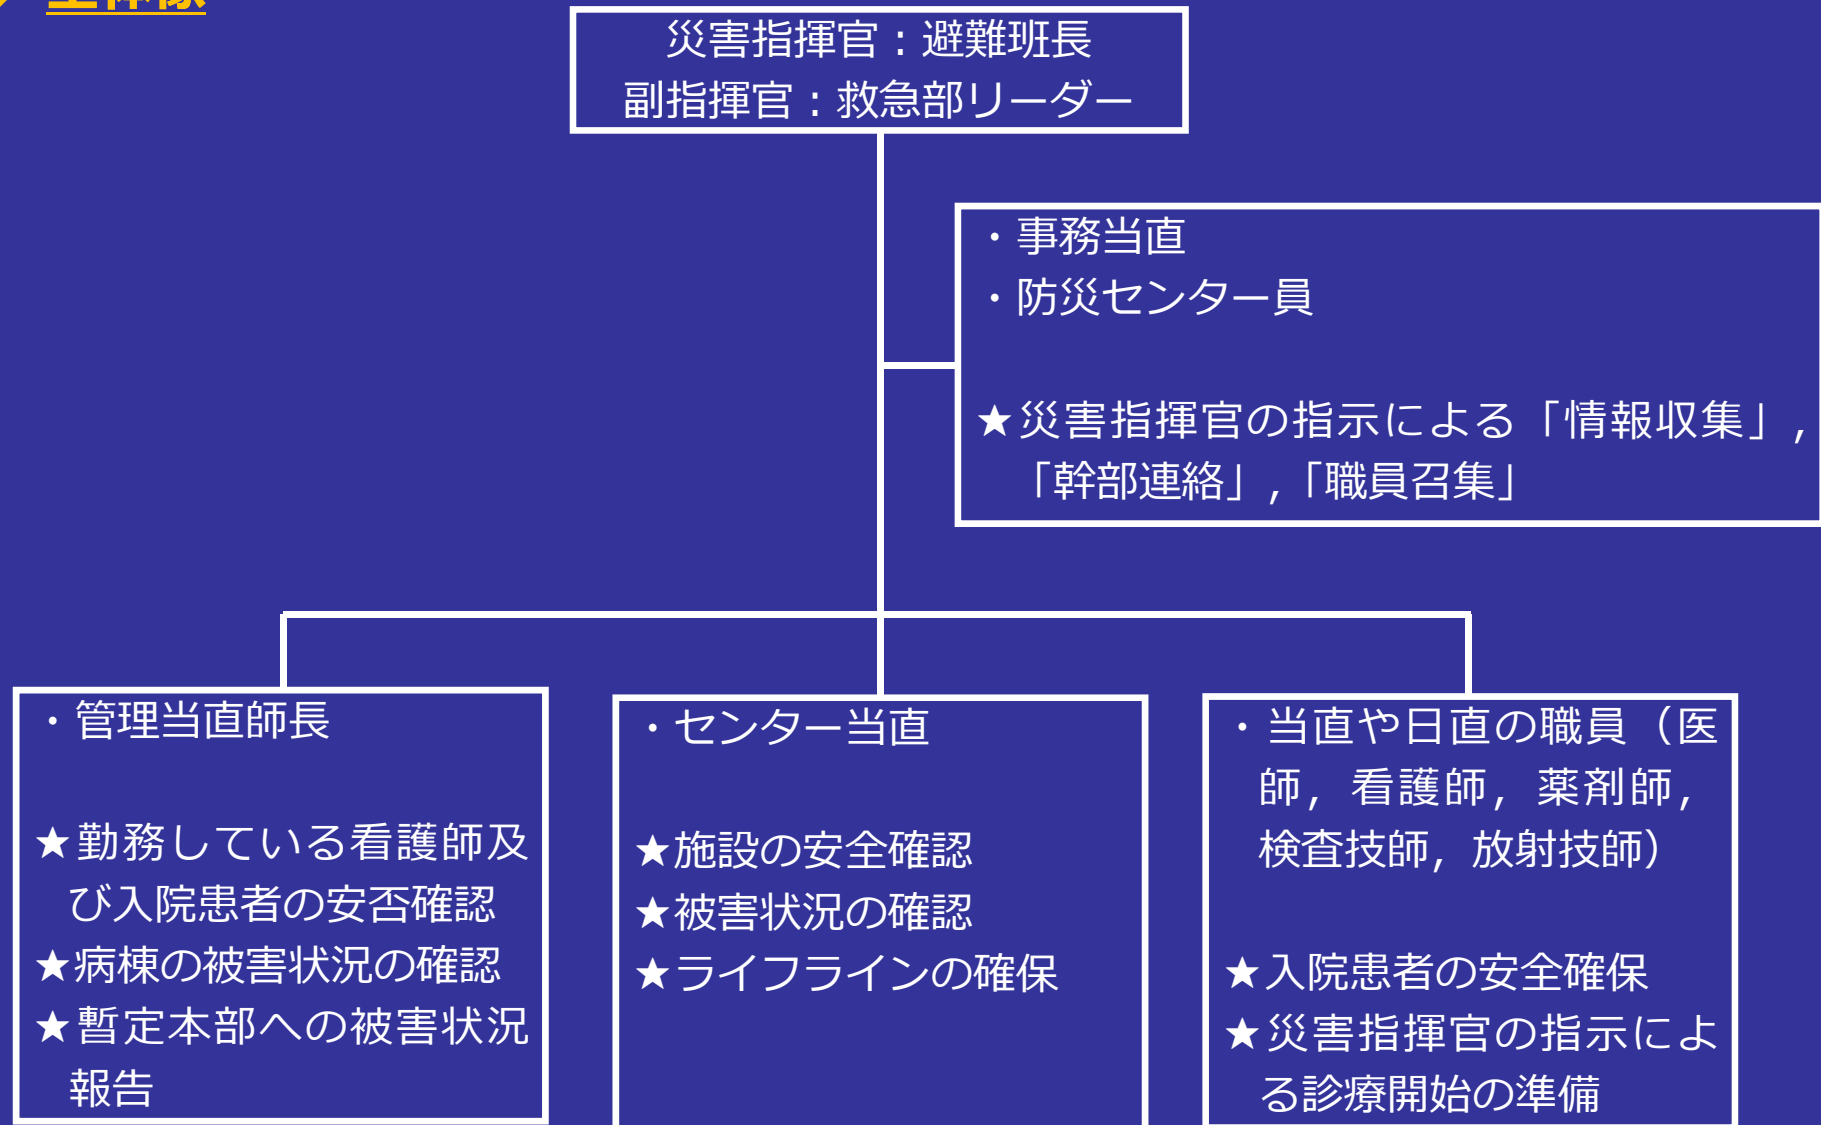 全体像
災害指揮官：避難班長
副指揮官：救急部リーダー
・事務当直
・防災センター員
★災害指揮官の指示による「情報収集」,
「幹部連絡」,「職員召集」
・管理当直師長
★勤務している看護師及
び入院患者の安否確認
★病棟の被害状況の確認
★暫定本部への被害状況
報告
・センター当直
★施設の安全確認
★被害状況の確認
★ライフラインの確保
・当直や日直の職員（医
師，看護師，薬剤師，
検査技師，放射技師）
★入院患者の安全確保
★災害指揮官の指示によ
る診療開始の準備